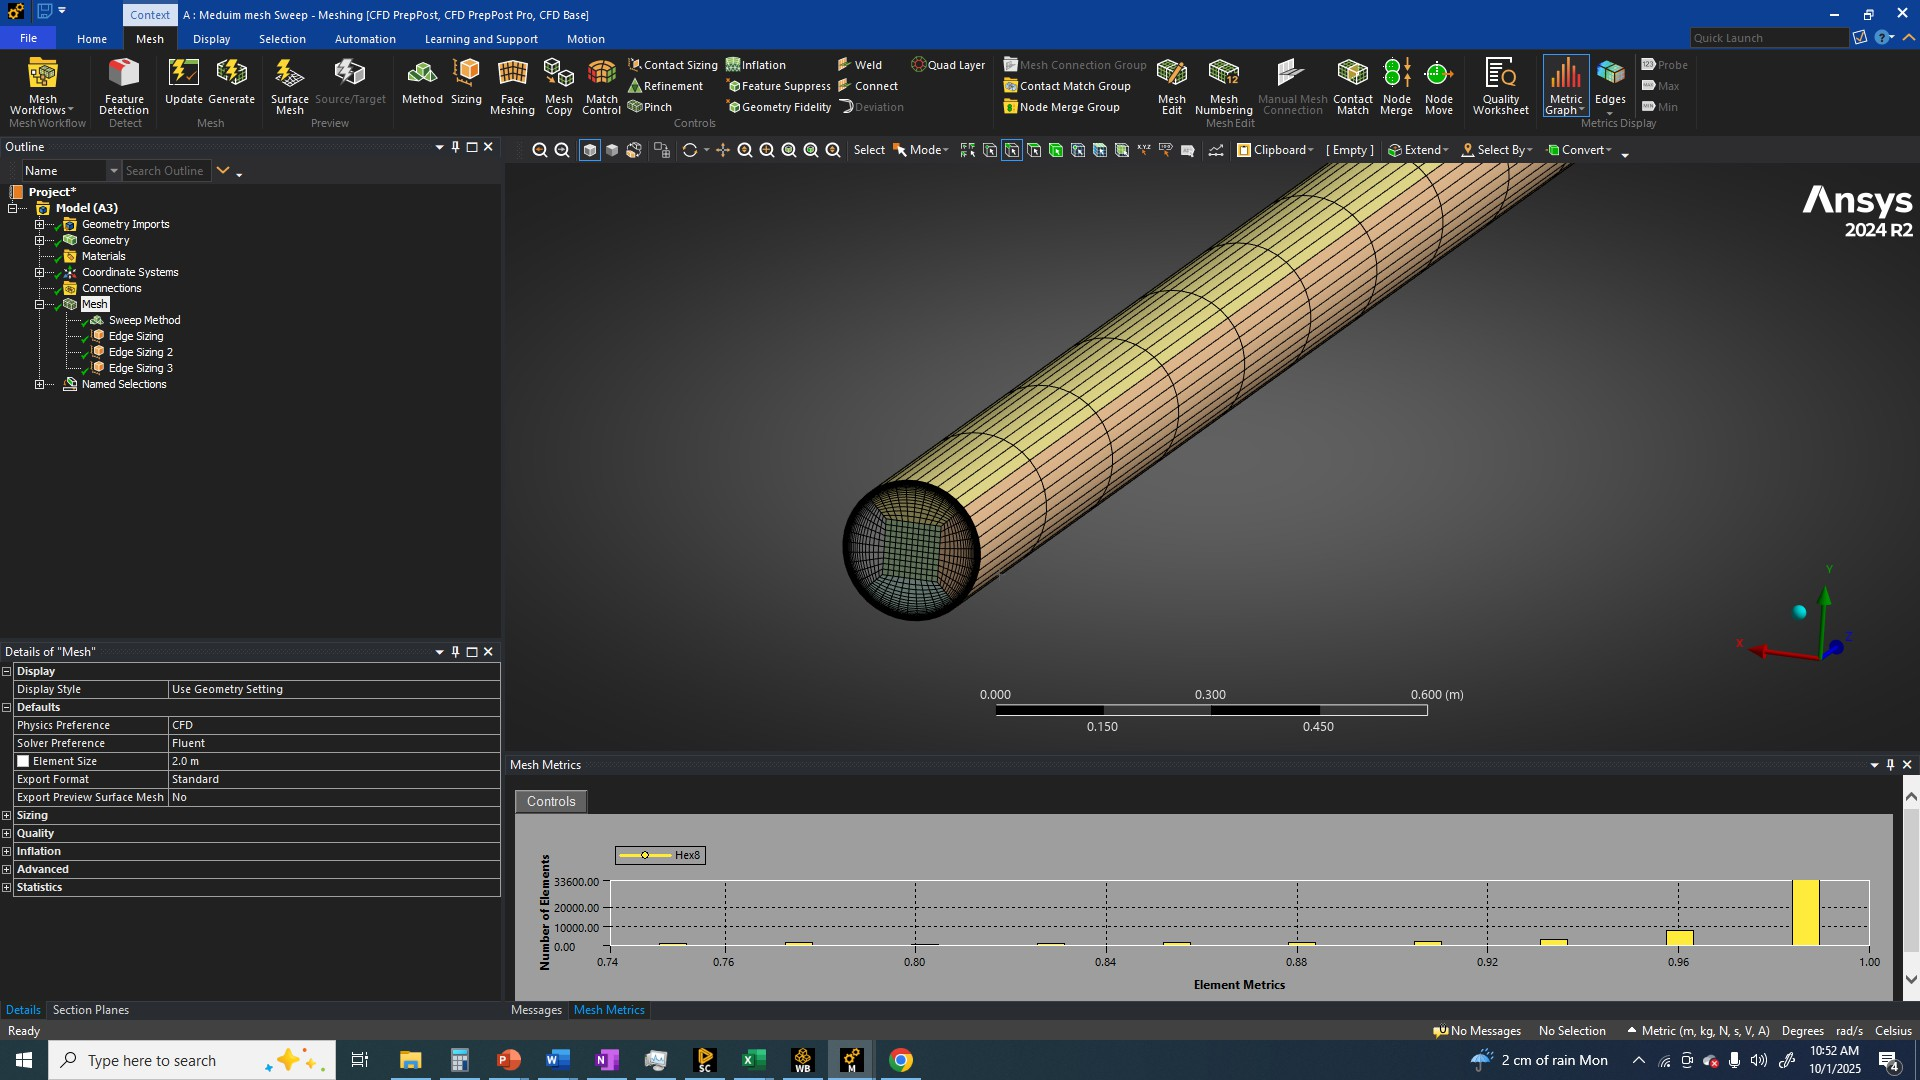 Context
A : Meduim mesh Sweep - Meshing [CFD PrepPost, CFD PrepPost Pro, CFD Base]
File
Home
Mesh
Display
Selection
Automation
Learning and Support
Motion
Quick Launch
Mesh Workflows
Feature Detection
Update
Generate
Surface Mesh
Source/Target
Method
Sizing
Face Meshing
Mesh Copy
Match Control
Contact Sizing
Refinement
Pinch
Inflation
Feature Suppress
Geometry Fidelity
Weld
Connect
Deviation
Quad Layer
Mesh Connection Group
Contact Match Group
Node Merge Group
Mesh Edit
Mesh Numbering
Manual Mesh Connection
Contact Match
Node Merge
Node Move
Quality Worksheet
Metric Graph
Edges
Probe
Max
Min
Mesh Workflow
Detect
Mesh
Preview
Controls
Mesh Edit
Metrics Display
Outline
Name
Search Outline
Project*
Model (A3)
Geometry Imports
Geometry
Materials
Coordinate Systems
Connections
Mesh
Sweep Method
Edge Sizing
Edge Sizing 2
Edge Sizing 3
Named Selections
Select
Mode
Clipboard
[ Empty ]
Extend
Select By
Convert
Ansys
2024 R2
Y
X
Z
0.000
0.300
0.600 (m)
0.150
0.450
Details of "Mesh"
Display
Display Style Use Geometry Setting
Defaults
Physics Preference CFD
Solver Preference Fluent
Element Size 2.0 m
Export Format Standard
Export Preview Surface Mesh No
Sizing
Quality
Inflation
Advanced
Statistics
Details
Section Planes
Mesh Metrics
Controls
Hex8
Number of Elements
33600.00
20000.00
10000.00
0.00
0.74
0.76
0.80
0.84
0.88
0.92
0.96
1.00
Element Metrics
Messages
Mesh Metrics
Ready
No Messages
No Selection
Metric (m, kg, N, s, V, A)
Degrees
rad/s
Celsius
Type here to search
SC
WB
M
2 cm of rain Mon
10:52 AM
10/1/2025
4